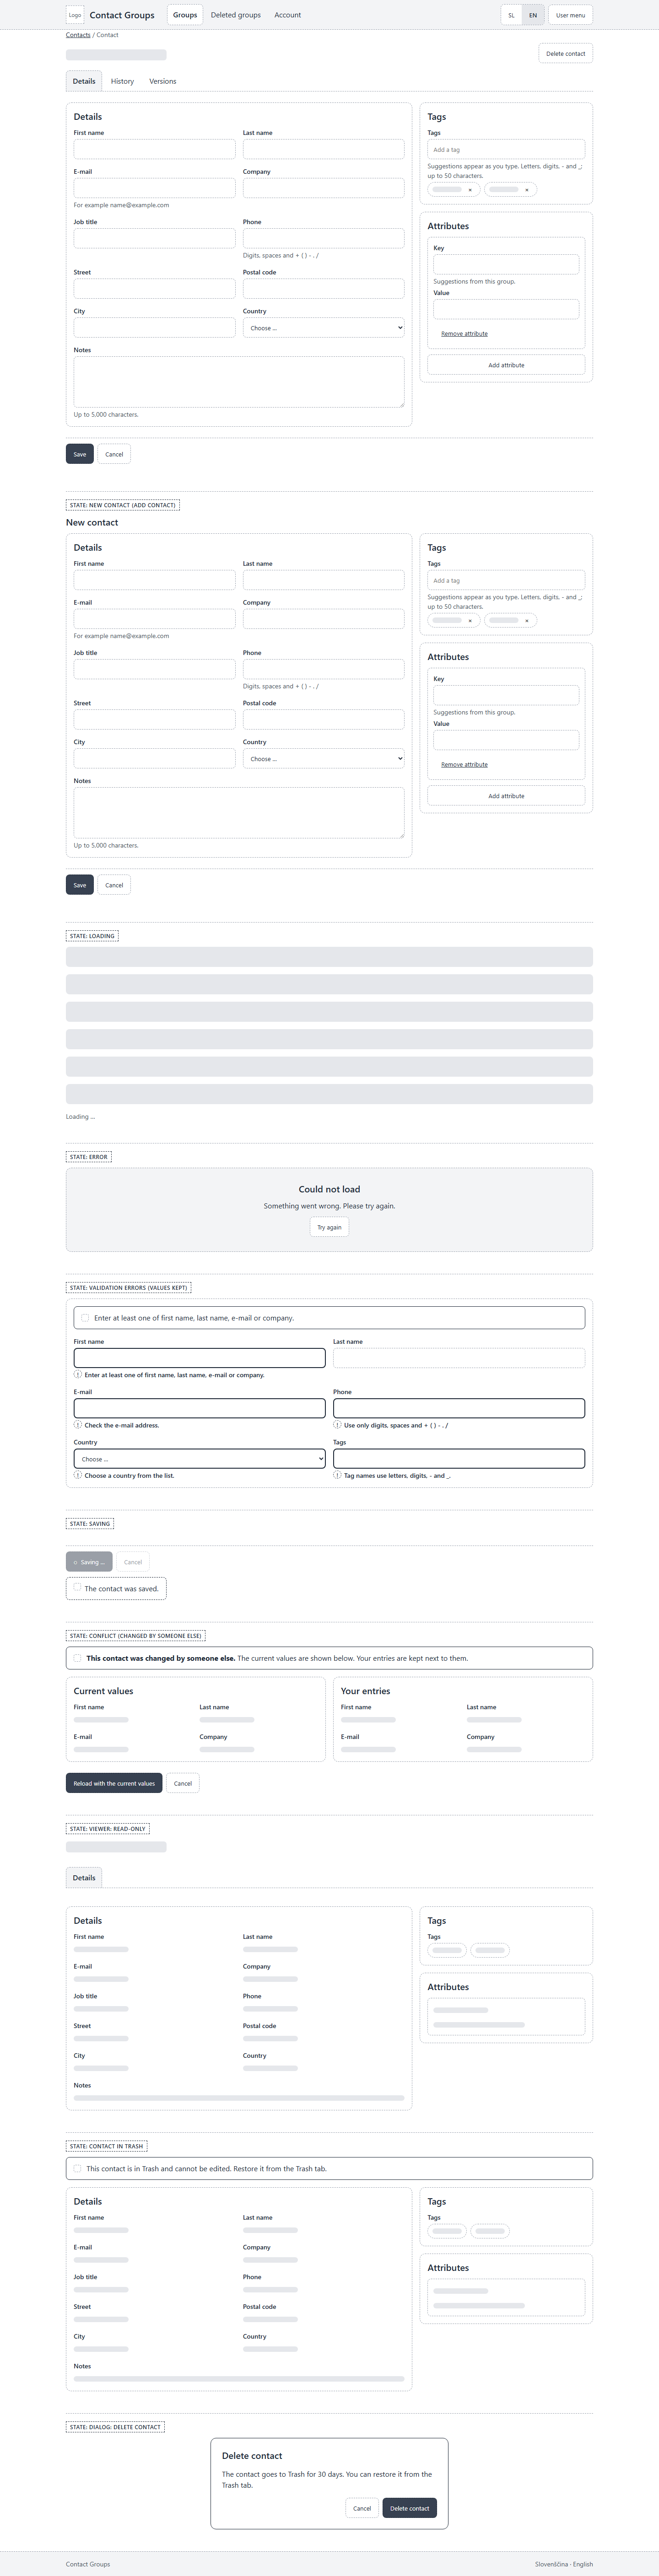 Logo Contact Groups Groups Deleted groups Account SL EN User menu
Contacts / Contact
Delete contact
Details History Versions
Details
First name Last name
E-mail Company
For example name@example.com
Job title Phone
Digits, spaces and + ( ) - . /
Street Postal code
City Country
Choose ...
Notes
Up to 5,000 characters.
Tags
Tags
Add a tag
Suggestions appear as you type. Letters, digits, - and _;
up to 50 characters.
× ×
Attributes
Key
Suggestions from this group.
Value
Remove attribute
Add attribute
Save Cancel
STATE: NEW CONTACT (ADD CONTACT)
New contact
Details
First name Last name
E-mail Company
For example name@example.com
Job title Phone
Digits, spaces and + ( ) - . /
Street Postal code
City Country
Choose ...
Notes
Up to 5,000 characters.
Tags
Tags
Add a tag
Suggestions appear as you type. Letters, digits, - and _;
up to 50 characters.
× ×
Attributes
Key
Suggestions from this group.
Value
Remove attribute
Add attribute
Save Cancel
STATE: LOADING
Loading ...
STATE: ERROR
Could not load
Something went wrong. Please try again.
Try again
STATE: VALIDATION ERRORS (VALUES KEPT)
Enter at least one of first name, last name, e-mail or company.
First name Last name
! Enter at least one of first name, last name, e-mail or company.
E-mail Phone
! Check the e-mail address. ! Use only digits, spaces and + ( ) - . /
Country Tags
Choose ...
! Choose a country from the list. ! Tag names use letters, digits, - and _.
STATE: SAVING
Saving ... Cancel
The contact was saved.
STATE: CONFLICT (CHANGED BY SOMEONE ELSE)
This contact was changed by someone else. The current values are shown below. Your entries are kept next to them.
Current values
First name Last name
E-mail Company
Your entries
First name Last name
E-mail Company
Reload with the current values Cancel
STATE: VIEWER: READ-ONLY
Details
Details
First name Last name
E-mail Company
Job title Phone
Street Postal code
City Country
Notes
Tags
Tags
Attributes
STATE: CONTACT IN TRASH
This contact is in Trash and cannot be edited. Restore it from the Trash tab.
Details
First name Last name
E-mail Company
Job title Phone
Street Postal code
City Country
Notes
Tags
Tags
Attributes
STATE: DIALOG: DELETE CONTACT
Delete contact
The contact goes to Trash for 30 days. You can restore it from the
Trash tab.
Cancel Delete contact
Contact Groups Slovenščina · English